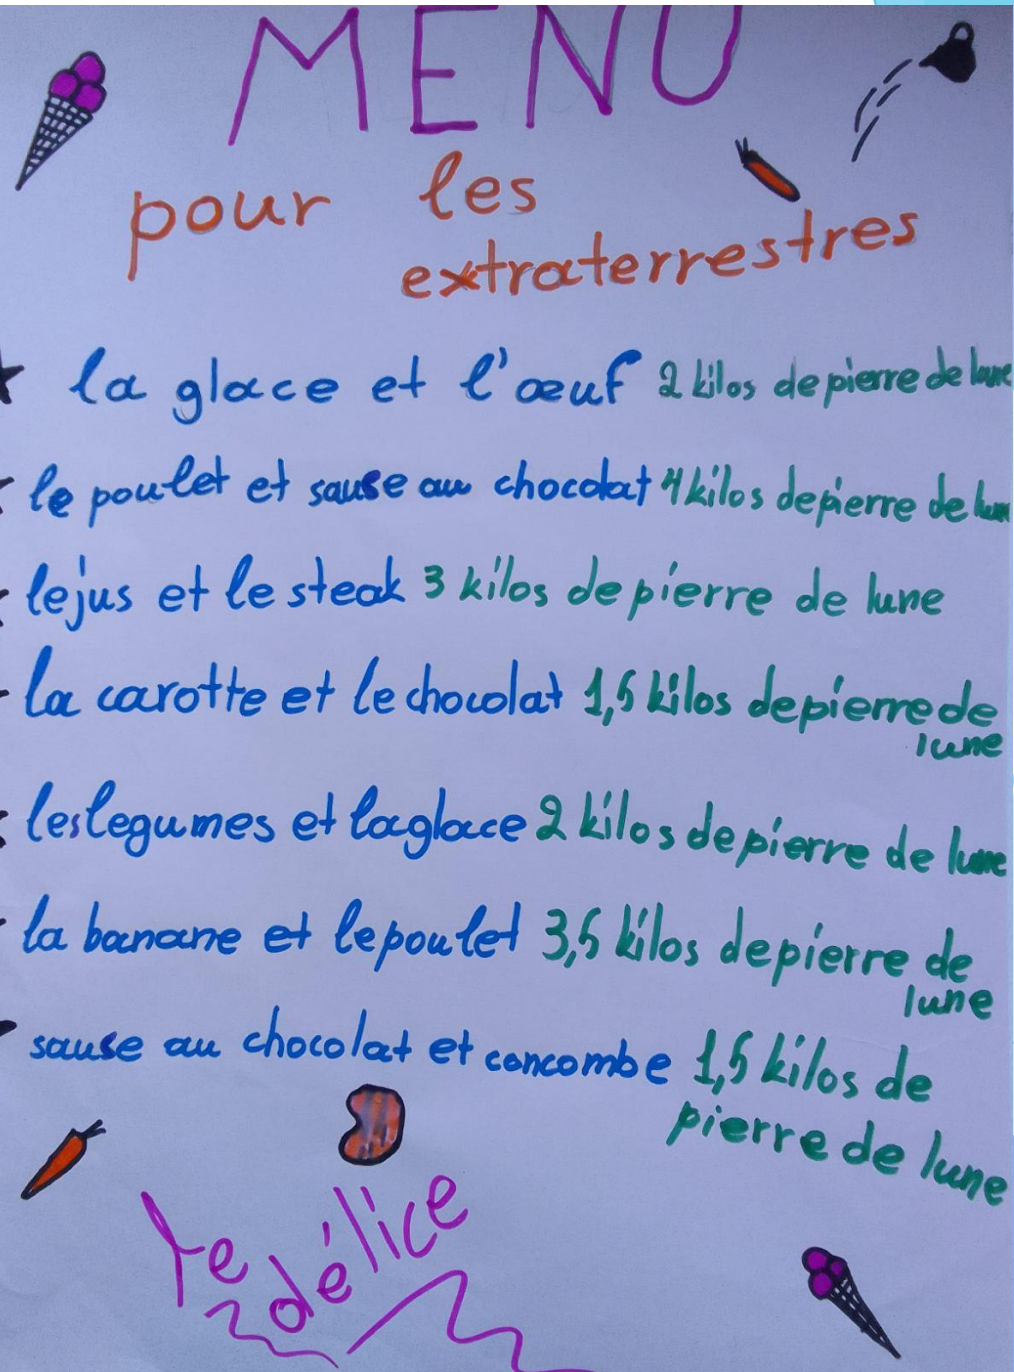 MENU
pour les
extraterrestres
la glace et l'œuf 2 kilos de pierre de lune
le poulet et sause au chocolat 4 kilos de pierre de lune
le jus et le steak 3 kilos de pierre de lune
la carotte et le chocolat 1,5 kilos de pierre de
lune
les legumes et la glace 2 kilos de pierre de lune
la banane et le poulet 3,5 kilos de pierre de
lune
sause au chocolat et concombe 1,5 kilos de
pierre de lune
le
délice